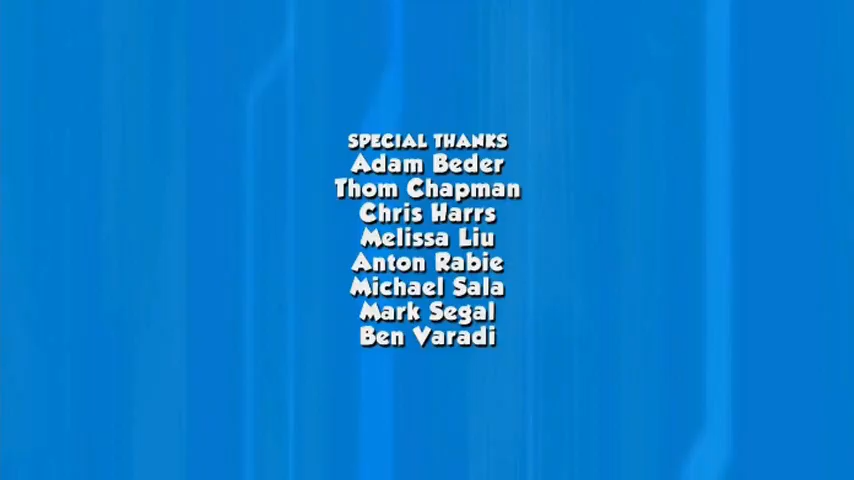 SPECIAL THANKS
Adam Beder
Thom Chapman
Chris Harrs
Melissa Liu
Anton Rabie
Michael Sala
Mark Segal
Ben Varadi